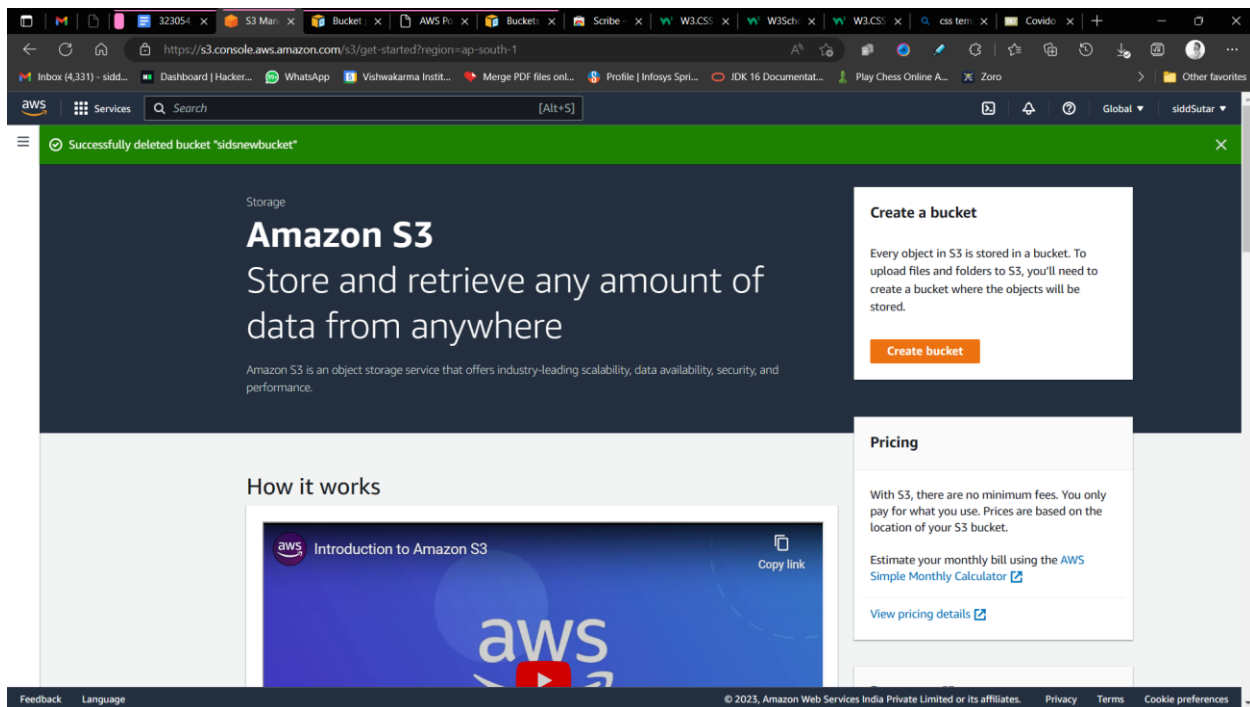 323054
S3 Man
Bucket
AWS Po
Buckets
Scribe -
W3.CSS
W3Sch
W3.CSS
css tem
Covido
https://s3.console.aws.amazon.com/s3/get-started?region=ap-south-1
Inbox (4,331) - sidd...
Dashboard | Hacker...
WhatsApp
Vishwakarma Instit...
Merge PDF files onl...
Profile | Infosys Spri...
JDK 16 Documentat...
Play Chess Online A...
Zoro
Other favorites
aws
Services
Search
[Alt+S]
Global
siddSutar
Successfully deleted bucket "sidsnewbucket"
Storage
Amazon S3
Store and retrieve any amount of
data from anywhere
Amazon S3 is an object storage service that offers industry-leading scalability, data availability, security, and
performance.
Create a bucket
Every object in S3 is stored in a bucket. To
upload files and folders to S3, you'll need to
create a bucket where the objects will be
stored.
Create bucket
Pricing
With S3, there are no minimum fees. You only
pay for what you use. Prices are based on the
location of your S3 bucket.
Estimate your monthly bill using the AWS
Simple Monthly Calculator
View pricing details
How it works
aws
Introduction to Amazon S3
Copy link
aws
Feedback
Language
© 2023, Amazon Web Services India Private Limited or its affiliates.
Privacy
Terms
Cookie preferences